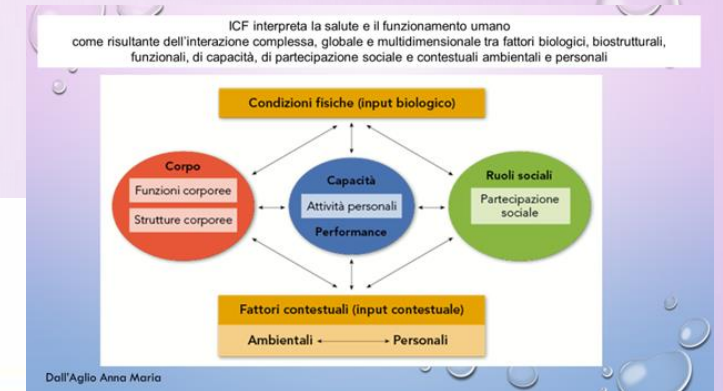 ICF interpreta la salute e il funzionamento umano
come risultante dell'interazione complessa, globale e multidimensionale tra fattori biologici, biostrutturali,
funzionali, di capacità, di partecipazione sociale e contestuali ambientali e personali
Condizioni fisiche (input biologico)
Corpo
Funzioni corporee
Strutture corporee
Capacità
Attività personali
Performance
Ruoli sociali
Partecipazione
sociale
Fattori contestuali (input contestuale)
Ambientali
Personali
Dall'Aglio Anna Maria